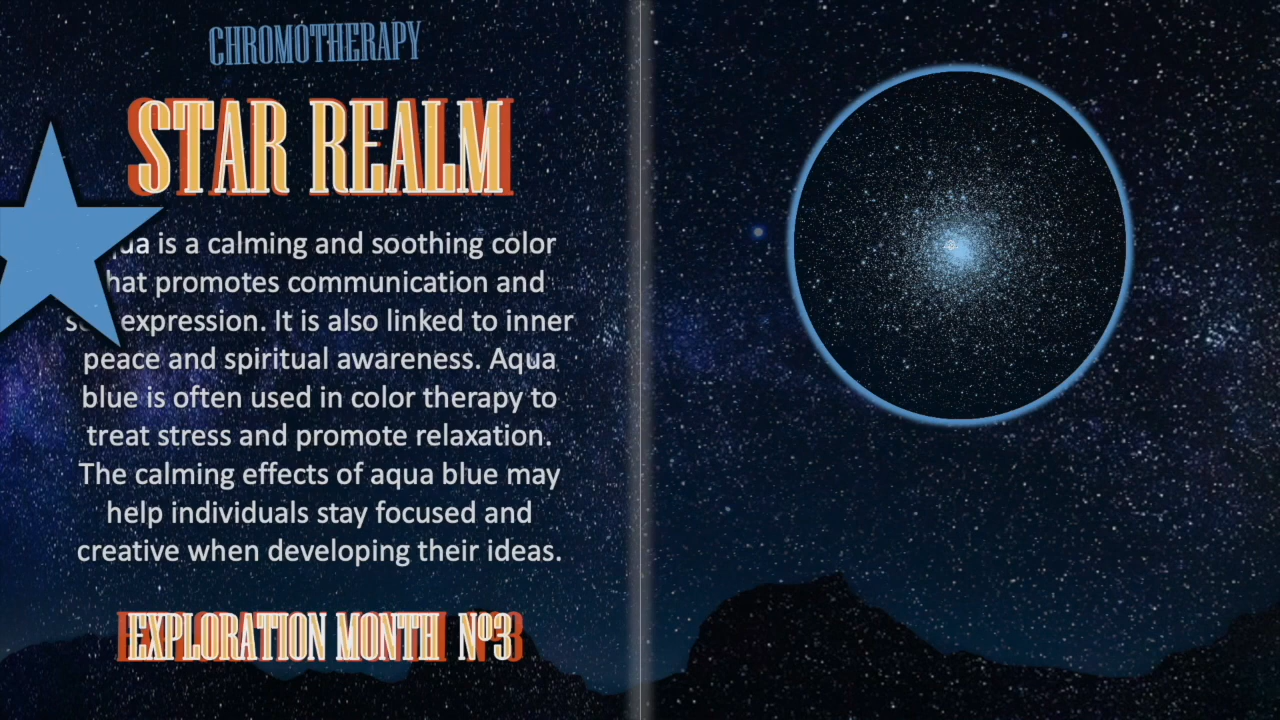 CHROMOTHERAPY
STAR REALM
ua is a calming and soothing color
hat promotes communication and
expression. It is also linked to inner
peace and spiritual awareness. Aqua
blue is often used in color therapy to
treat stress and promote relaxation.
The calming effects of aqua blue may
help individuals stay focused and
creative when developing their ideas.
EXPLORATION MONTH Nº3